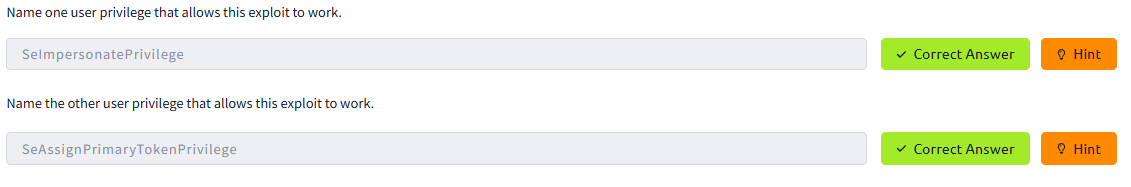 Name one user privilege that allows this exploit to work.
SeImpersonatePrivilege Correct Answer Hint
Name the other user privilege that allows this exploit to work.
SeAssignPrimaryTokenPrivilege Correct Answer Hint